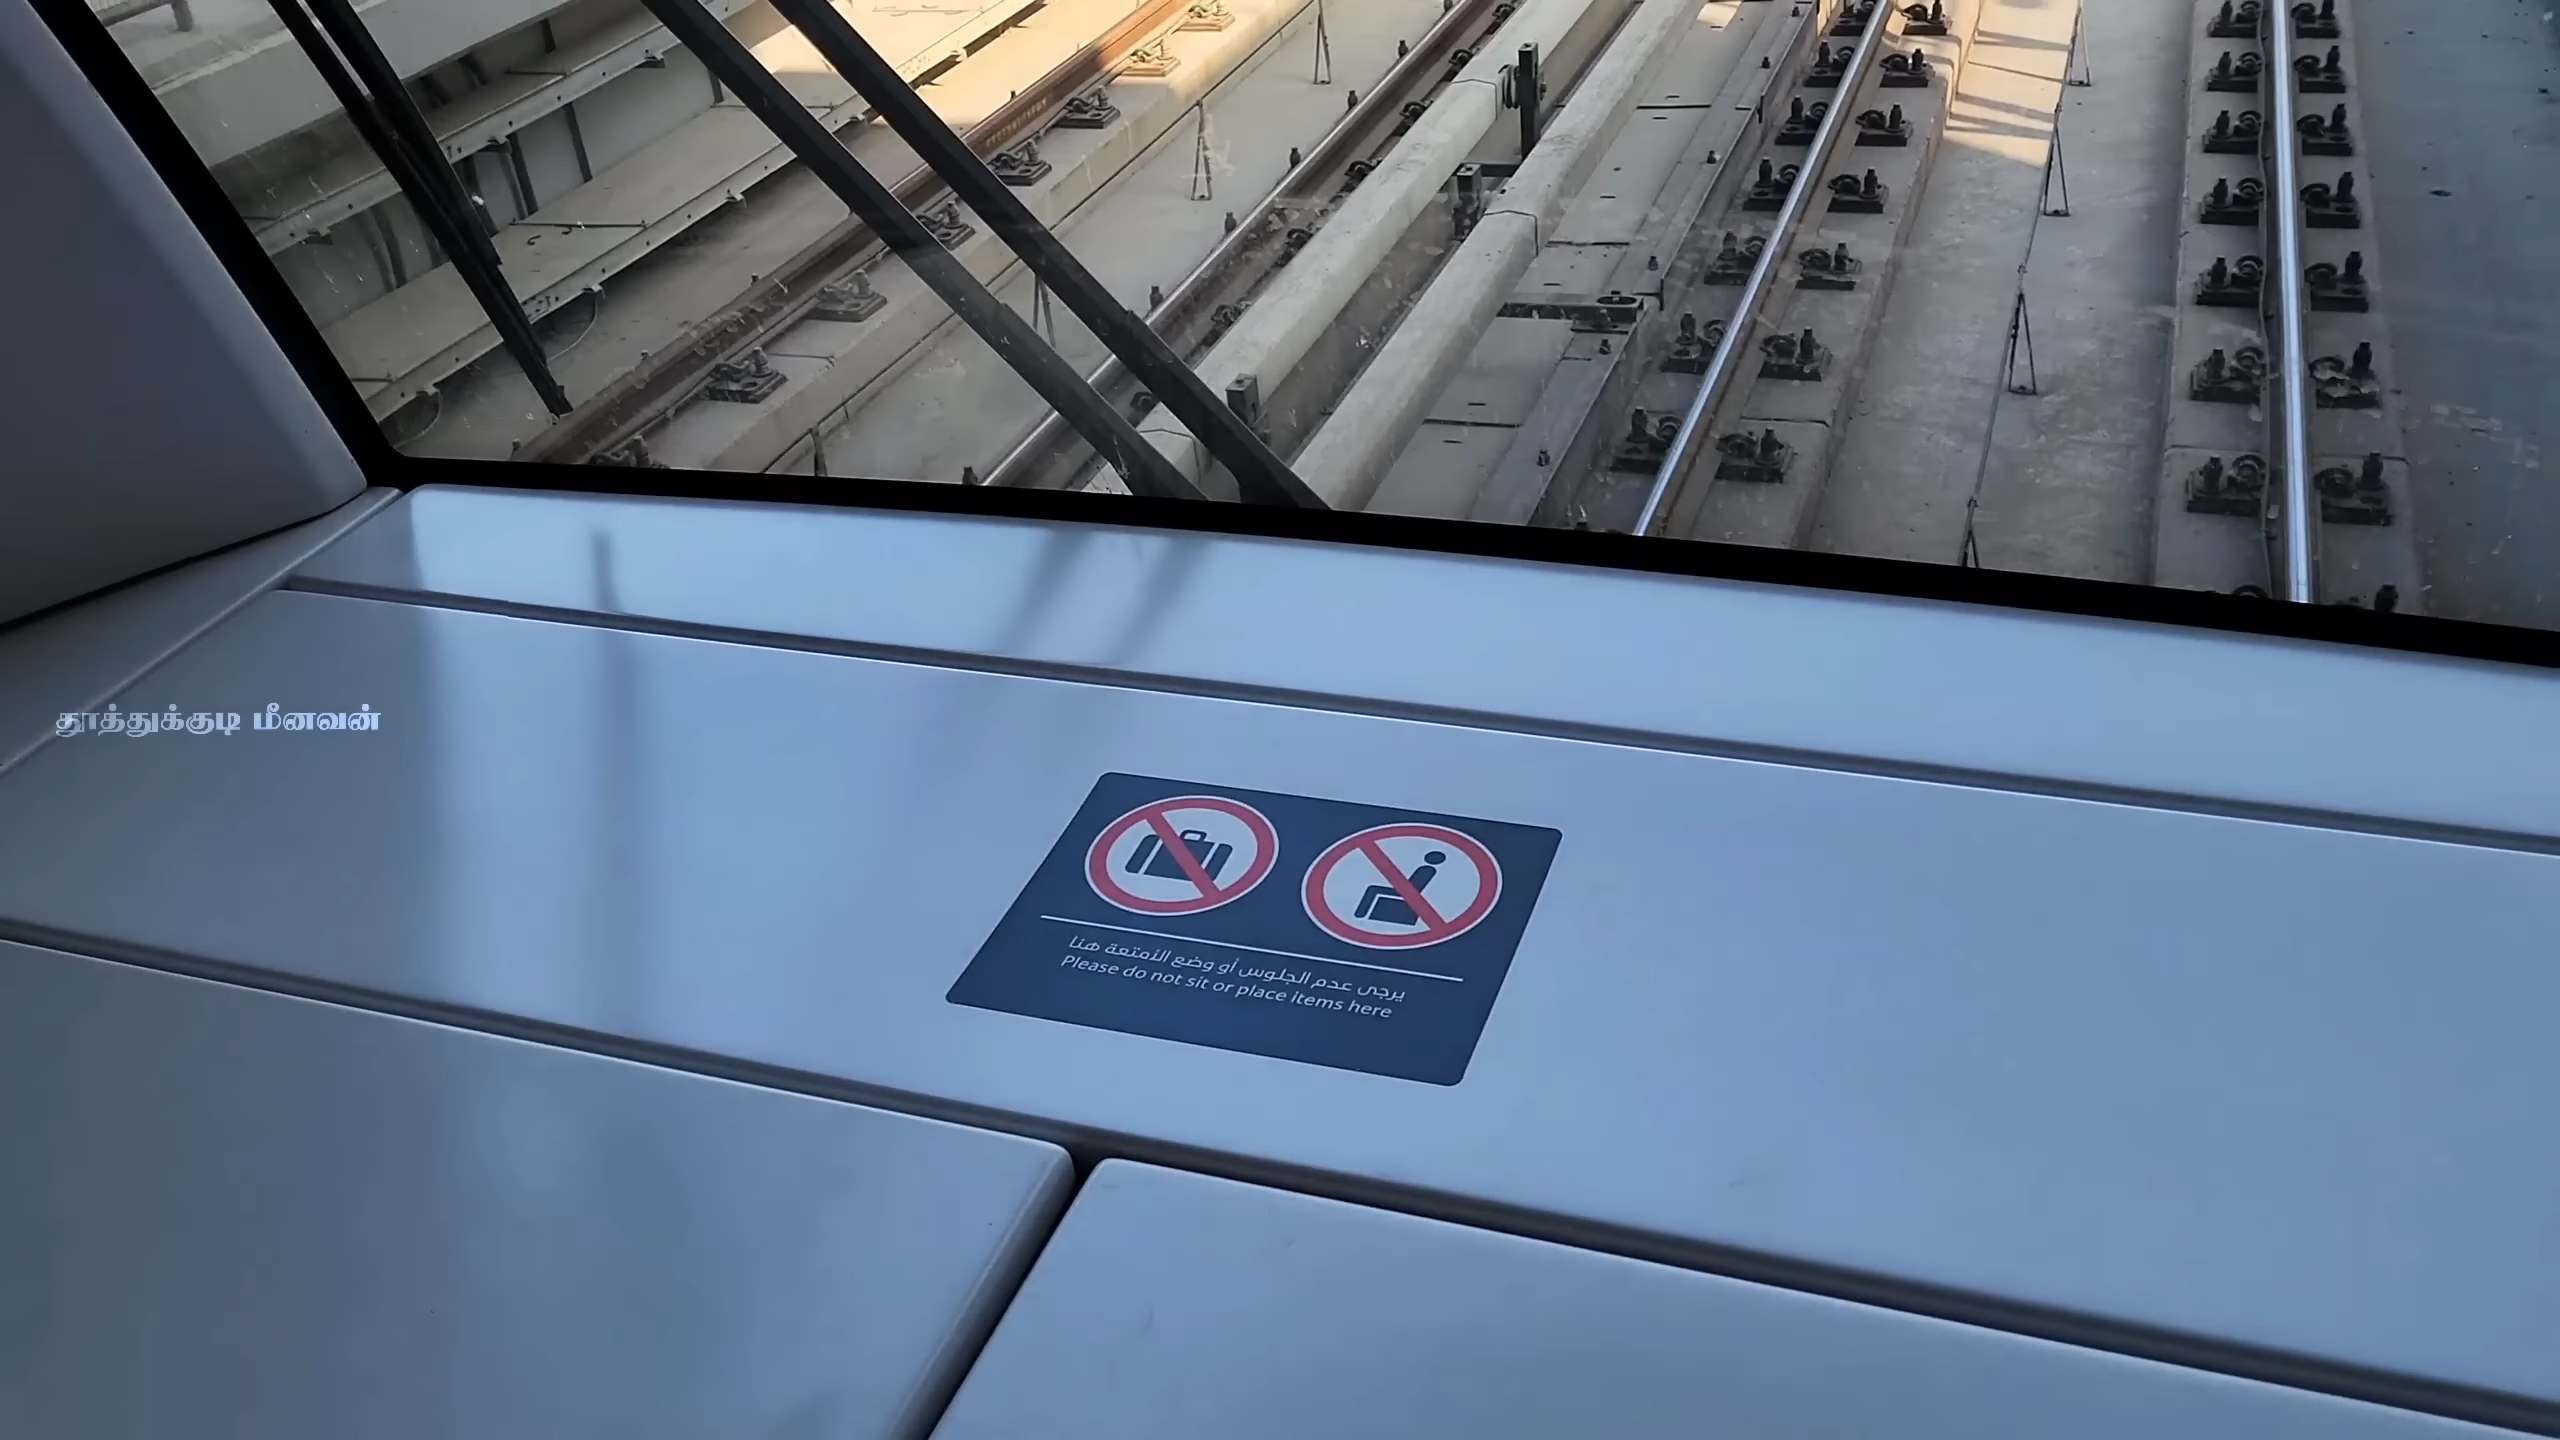 தூத்துக்குடி மீனவன்
يرجى عدم الجلوس أو وضع الأمتعة هنا
Please do not sit or place items here